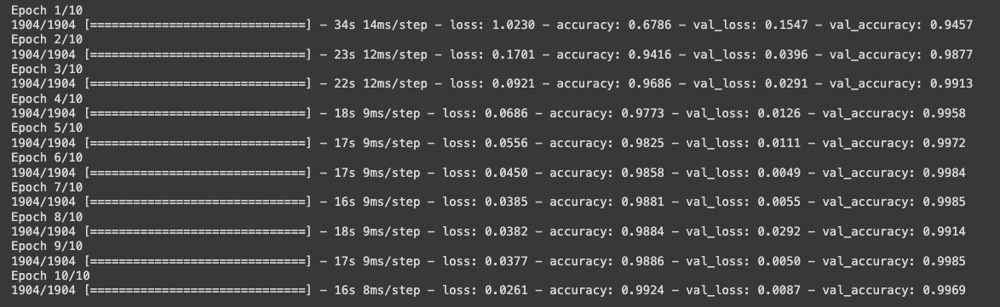 Epoch 1/10
1904/1904 [==============================] - 34s 14ms/step - loss: 1.0230 - accuracy: 0.6786 - val_loss: 0.1547 - val_accuracy: 0.9457
Epoch 2/10
1904/1904 [==============================] - 23s 12ms/step - loss: 0.1701 - accuracy: 0.9416 - val_loss: 0.0396 - val_accuracy: 0.9877
Epoch 3/10
1904/1904 [==============================] - 22s 12ms/step - loss: 0.0921 - accuracy: 0.9686 - val_loss: 0.0291 - val_accuracy: 0.9913
Epoch 4/10
1904/1904 [==============================] - 18s 9ms/step - loss: 0.0686 - accuracy: 0.9773 - val_loss: 0.0126 - val_accuracy: 0.9958
Epoch 5/10
1904/1904 [==============================] - 17s 9ms/step - loss: 0.0556 - accuracy: 0.9825 - val_loss: 0.0111 - val_accuracy: 0.9972
Epoch 6/10
1904/1904 [==============================] - 17s 9ms/step - loss: 0.0450 - accuracy: 0.9858 - val_loss: 0.0049 - val_accuracy: 0.9984
Epoch 7/10
1904/1904 [==============================] - 16s 9ms/step - loss: 0.0385 - accuracy: 0.9881 - val_loss: 0.0055 - val_accuracy: 0.9985
Epoch 8/10
1904/1904 [==============================] - 18s 9ms/step - loss: 0.0382 - accuracy: 0.9884 - val_loss: 0.0292 - val_accuracy: 0.9914
Epoch 9/10
1904/1904 [==============================] - 17s 9ms/step - loss: 0.0377 - accuracy: 0.9886 - val_loss: 0.0050 - val_accuracy: 0.9985
Epoch 10/10
1904/1904 [==============================] - 16s 8ms/step - loss: 0.0261 - accuracy: 0.9924 - val_loss: 0.0087 - val_accuracy: 0.9969